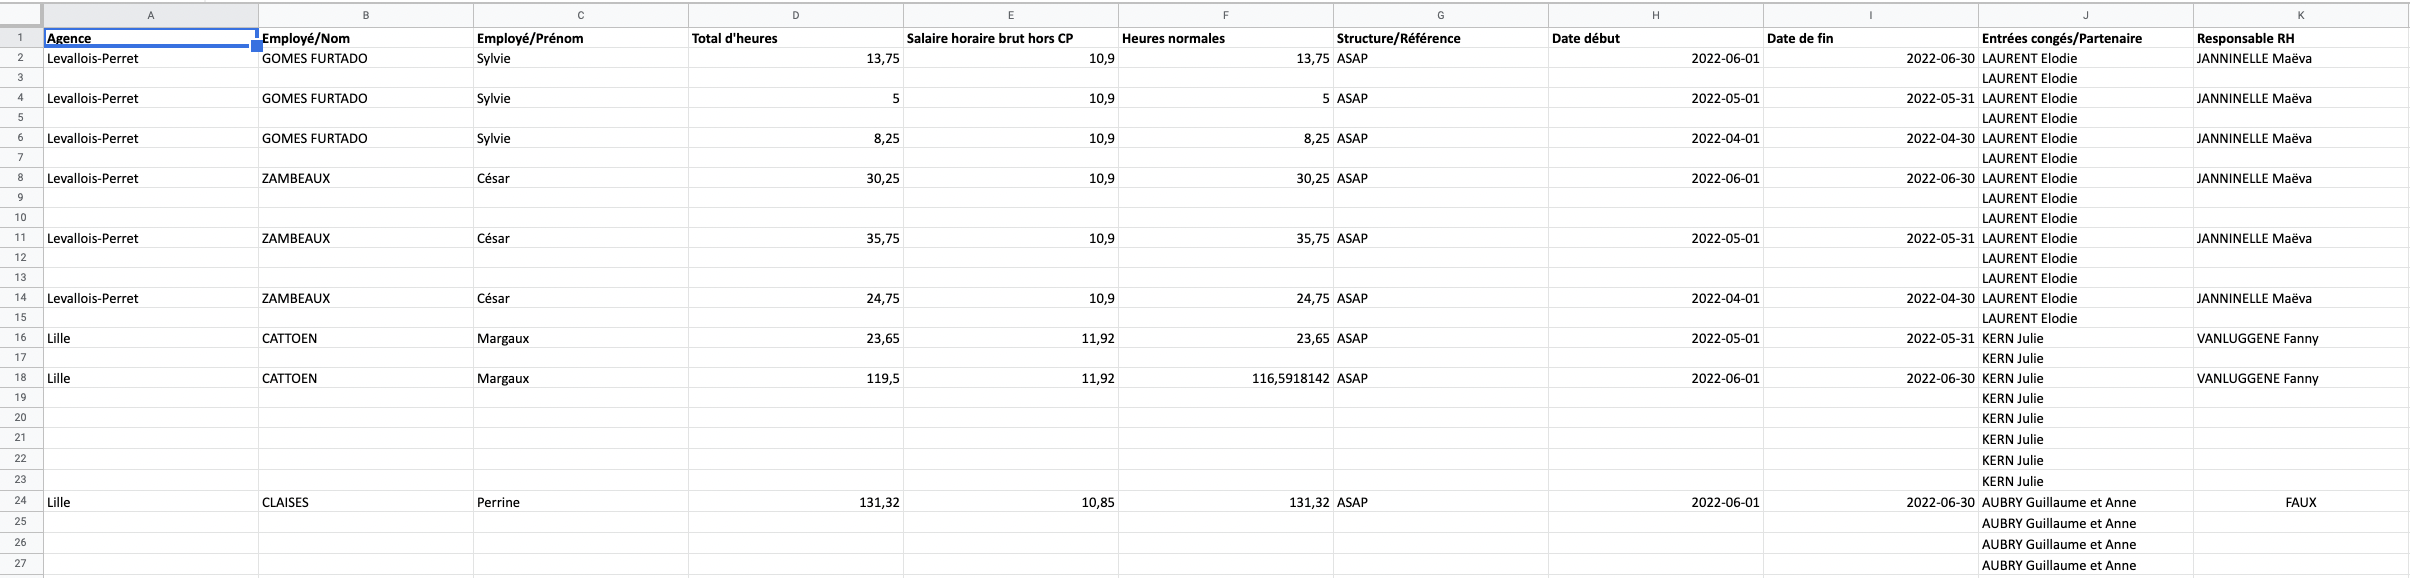 A B C D E F G H I J K
1 Agence Employé/Nom Employé/Prénom Total d'heures Salaire horaire brut hors CP Heures normales Structure/Référence Date début Date de fin Entrées congés/Partenaire Responsable RH
2 Levallois-Perret GOMES FURTADO Sylvie 13,75 10,9 13,75 ASAP 2022-06-01 2022-06-30 LAURENT Elodie JANNINELLE Maëva
3 LAURENT Elodie
4 Levallois-Perret GOMES FURTADO Sylvie 5 10,9 5 ASAP 2022-05-01 2022-05-31 LAURENT Elodie JANNINELLE Maëva
5 LAURENT Elodie
6 Levallois-Perret GOMES FURTADO Sylvie 8,25 10,9 8,25 ASAP 2022-04-01 2022-04-30 LAURENT Elodie JANNINELLE Maëva
7 LAURENT Elodie
8 Levallois-Perret ZAMBEAUX César 30,25 10,9 30,25 ASAP 2022-06-01 2022-06-30 LAURENT Elodie JANNINELLE Maëva
9 LAURENT Elodie
10 LAURENT Elodie
11 Levallois-Perret ZAMBEAUX César 35,75 10,9 35,75 ASAP 2022-05-01 2022-05-31 LAURENT Elodie JANNINELLE Maëva
12 LAURENT Elodie
13 LAURENT Elodie
14 Levallois-Perret ZAMBEAUX César 24,75 10,9 24,75 ASAP 2022-04-01 2022-04-30 LAURENT Elodie JANNINELLE Maëva
15 LAURENT Elodie
16 Lille CATTOEN Margaux 23,65 11,92 23,65 ASAP 2022-05-01 2022-05-31 KERN Julie VANLUGGENE Fanny
17 KERN Julie
18 Lille CATTOEN Margaux 119,5 11,92 116,5918142 ASAP 2022-06-01 2022-06-30 KERN Julie VANLUGGENE Fanny
19 KERN Julie
20 KERN Julie
21 KERN Julie
22 KERN Julie
23 KERN Julie
24 Lille CLAISES Perrine 131,32 10,85 131,32 ASAP 2022-06-01 2022-06-30 AUBRY Guillaume et Anne FAUX
25 AUBRY Guillaume et Anne
26 AUBRY Guillaume et Anne
27 AUBRY Guillaume et Anne